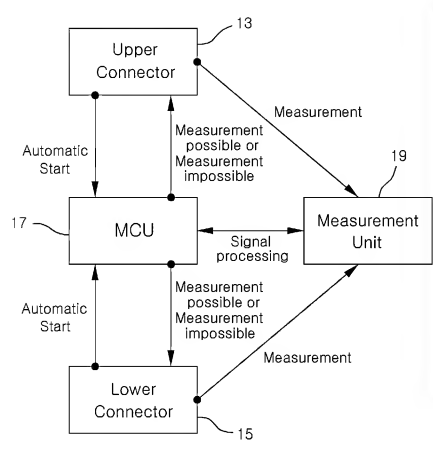 13
Upper
Connector
Measurement
Automatic
Start
Measurement
possible or
Measurement
impossible
19
17
MCU
Signal
processing
Measurement
Unit
Automatic
Start
Measurement
possible or
Measurement
impossible
Measurement
Lower
Connector
15